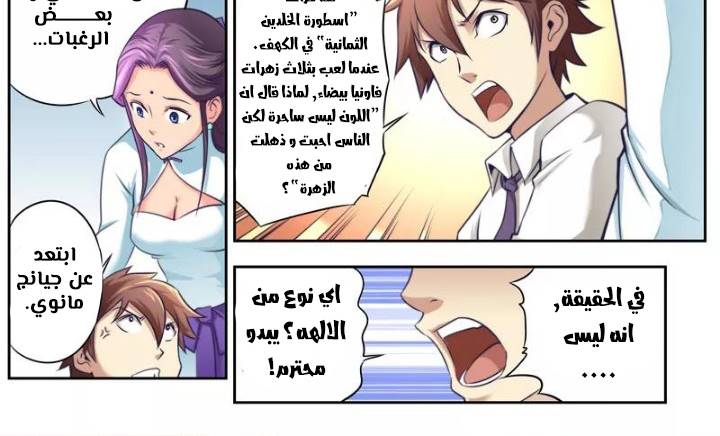 "اسطورة الخلدين
الثمانية" في الكهف.
عندما لعب بثلاث زهرات
فاونيا بيضاء, لماذا قال ان
"اللون ليس ساحرة لكن
الناس احبت و ذهلت
من هذه
الزهرة"؟
بعــض
الرغبات...
ابتعد
عن جيانج
مانوي.
في الحقيقة,
انه ليس
....
اي نوع من
الالهه؟ يبدو
محترم!